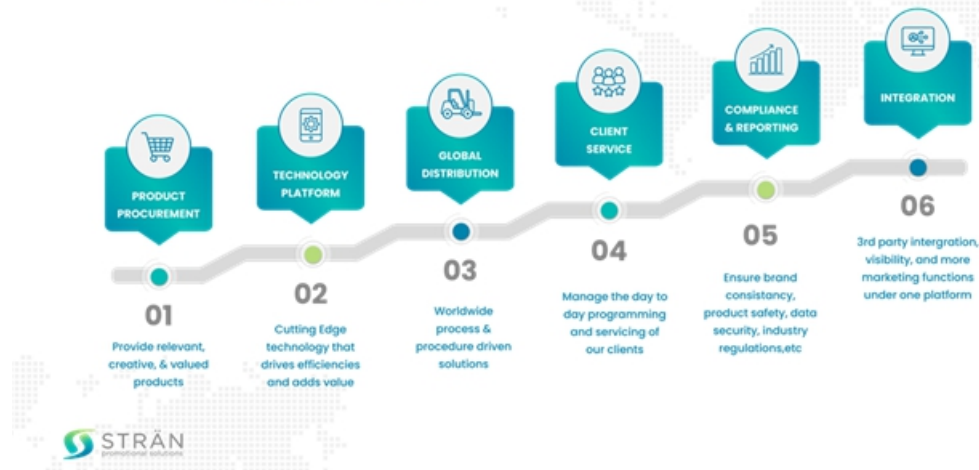 PRODUCT
PROCUREMENT
01
Provide relevant,
creative, & valued
products
TECHNOLOGY
PLATFORM
02
Cutting Edge
technology that
drives efficiencies
and adds value
GLOBAL
DISTRIBUTION
03
Worldwide
process &
procedure driven
solutions
CLIENT
SERVICE
04
Manage the day to
day programming
and servicing of
our clients
COMPLIANCE
& REPORTING
05
Ensure brand
consistancy,
product safety, data
security, industry
regulations,etc
INTEGRATION
06
3rd party intergration,
visibility, and more
marketing functions
under one platform
STRÄN
promotional solutions